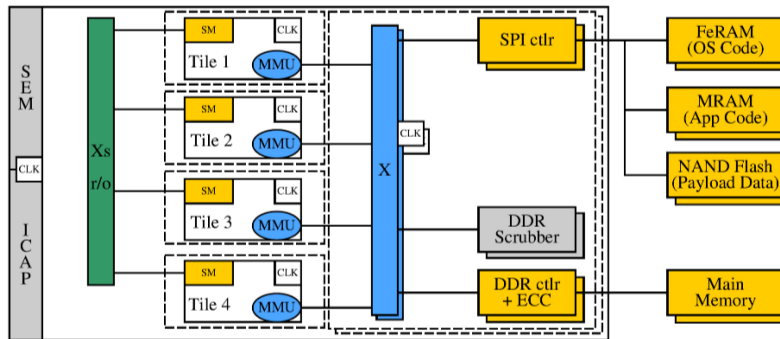 SEM
CLK
ICAP
Xs
r/o
SM
CLK
Tile 1
MMU
SM
CLK
Tile 2
MMU
SM
CLK
Tile 3
MMU
SM
CLK
Tile 4
MMU
X
CLK
SPI ctlr
DDR
Scrubber
DDR ctlr
+ ECC
FeRAM
(OS Code)
MRAM
(App Code)
NAND Flash
(Payload Data)
Main
Memory